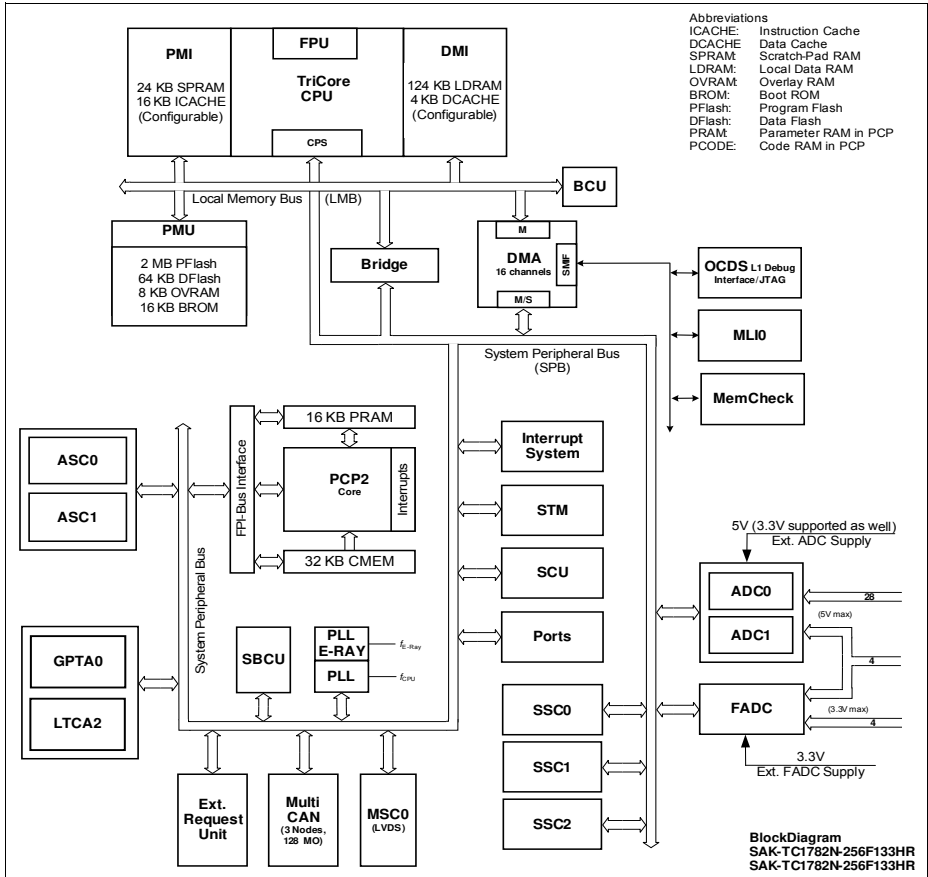 Abbreviations
ICACHE: Instruction Cache
DCACHE Data Cache
SPRAM: Scratch-Pad RAM
LDRAM: Local Data RAM
OVRAM: Overlay RAM
BROM: Boot ROM
PFlash: Program Flash
DFlash: Data Flash
PRAM: Parameter RAM in PCP
PCODE: Code RAM in PCP
FPU
PMI
DMI
TriCore
CPU
24 KB SPRAM
16 KB ICACHE
(Configurable)
124 KB LDRAM
4 KB DCACHE
(Configurable)
CPS
BCU
Local Memory Bus (LMB)
PMU
2 MB PFlash
64 KB DFlash
8 KB OVRAM
16 KB BROM
Bridge
M
DMA
16 channels
SMIF
M/S
OCDS L1 Debug
Interface/JTAG
MLI0
MemCheck
System Peripheral Bus
(SPB)
FPI-Bus Interface
16 KB PRAM
PCP2
Core
Interrupts
32 KB CMEM
ASC0
ASC1
System Peripheral Bus
GPTA0
LTCA2
SBCU
PLL
E-RAY
PLL
fE-Ray
fCPU
Interrupt
System
STM
SCU
Ports
SSC0
SSC1
SSC2
5V (3.3V supported as well)
Ext. ADC Supply
ADC0
ADC1
28
(5V max)
4
FADC
(3.3V max)
4
3.3V
Ext. FADC Supply
Ext.
Request
Unit
Multi
CAN
(3 Nodes,
128 MO)
MSC0
(LVDS)
BlockDiagram
SAK-TC1782N-256F133HR
SAK-TC1782N-256F133HR